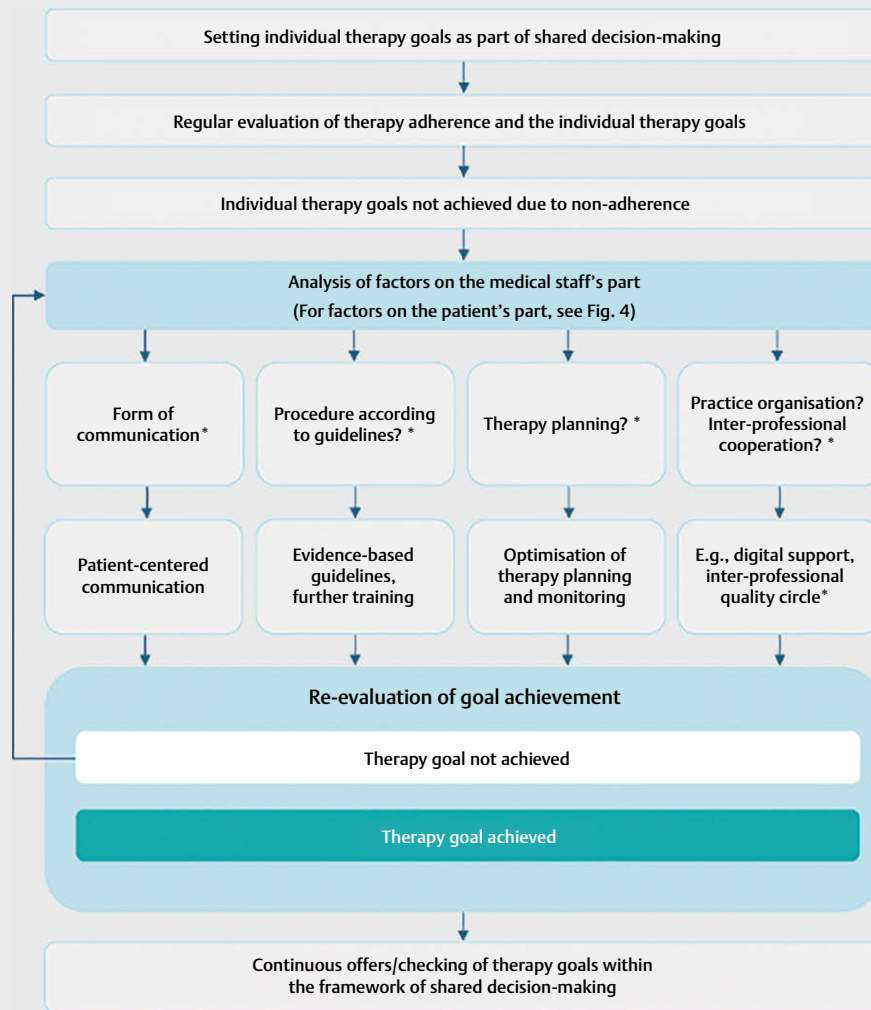 Setting individual therapy goals as part of shared decision-making
Regular evaluation of therapy adherence and the individual therapy goals
Individual therapy goals not achieved due to non-adherence
Analysis of factors on the medical staff's part
(For factors on the patient's part, see Fig. 4)
Form of
communication*
Procedure according
to guidelines? *
Therapy planning? *
Practice organisation?
Inter-professional
cooperation? *
Patient-centered
communication
Evidence-based
guidelines,
further training
Optimisation of
therapy planning
and monitoring
E.g., digital support,
inter-professional
quality circle*
Re-evaluation of goal achievement
Therapy goal not achieved
Therapy goal achieved
Continuous offers/checking of therapy goals within
the framework of shared decision-making